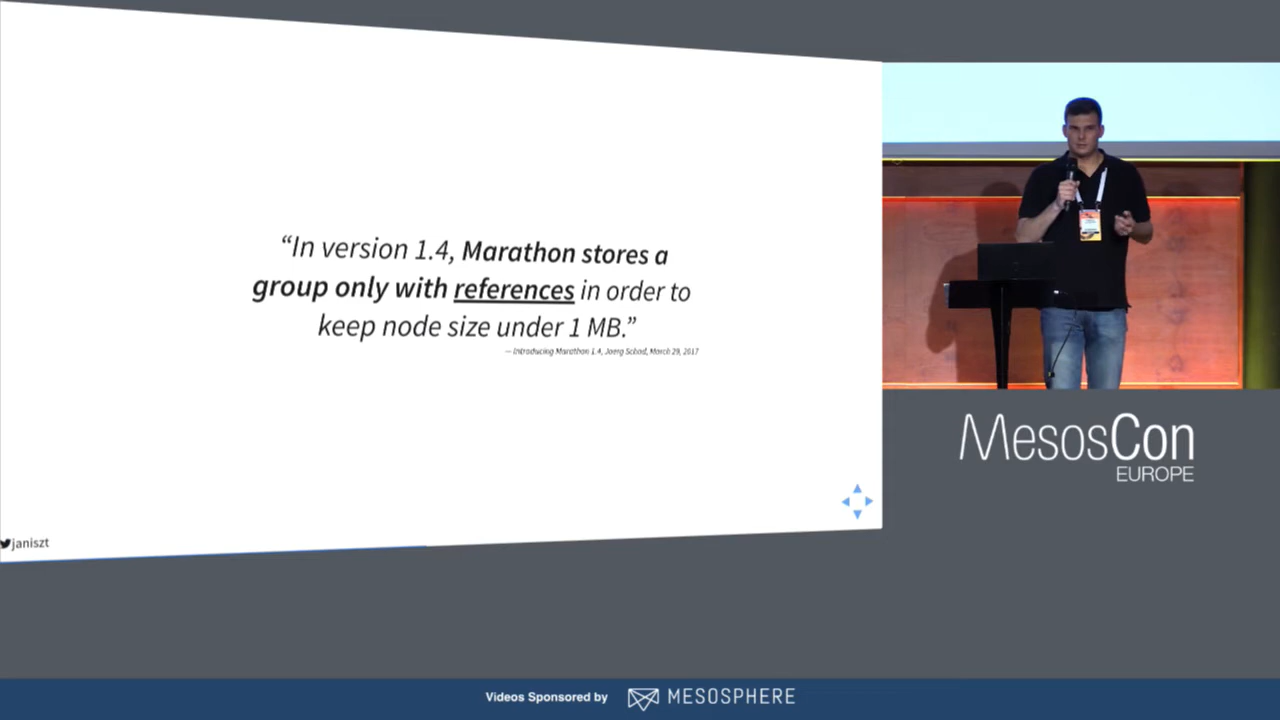 “In version 1.4, Marathon stores a
group only with references in order to
keep node size under 1 MB.”
— Introducing Marathon 1.4, Joerg Schad, March 29, 2017
janiszt
MesosCon
EUROPE
Videos Sponsored by MESOSPHERE